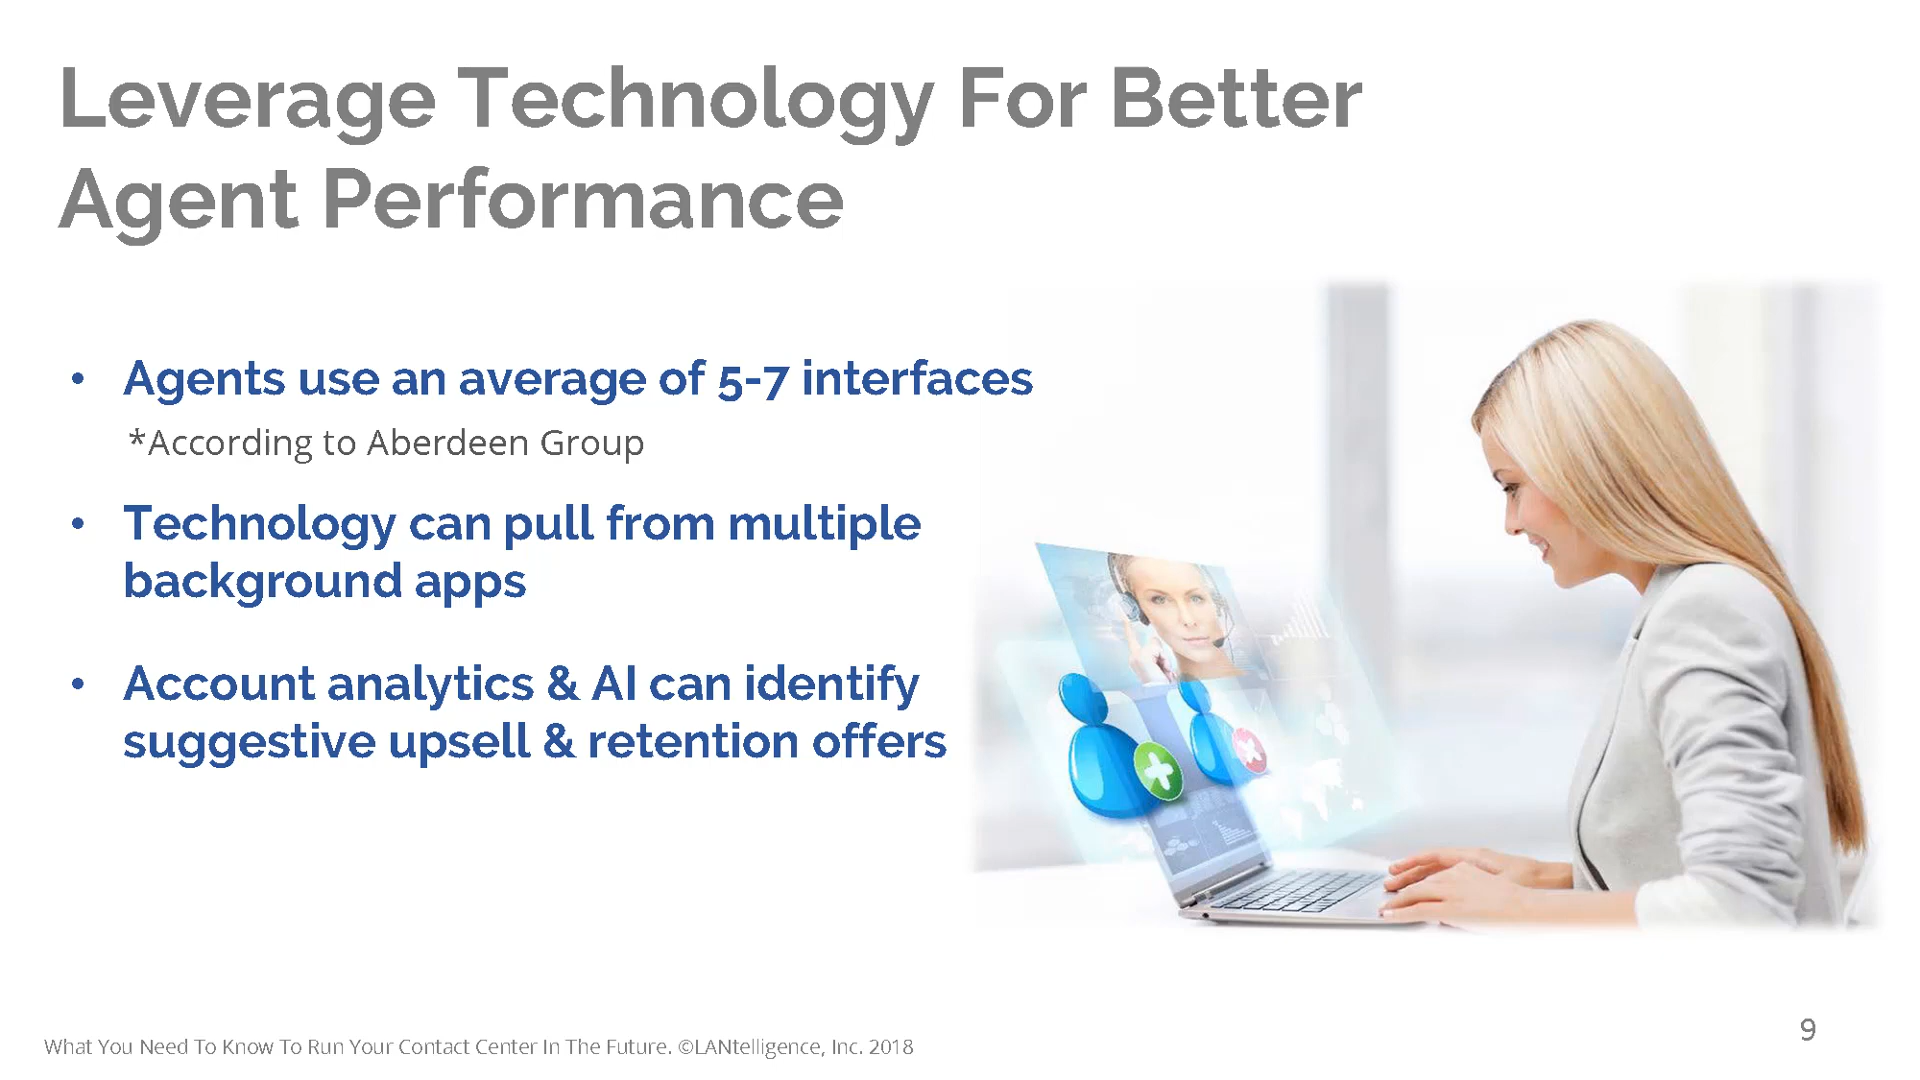 Leverage Technology For Better
Agent Performance
• Agents use an average of 5-7 interfaces
*According to Aberdeen Group
• Technology can pull from multiple
background apps
• Account analytics & AI can identify
suggestive upsell & retention offers
What You Need To Know To Run Your Contact Center In The Future. ©LANtelligence, Inc. 2018
9